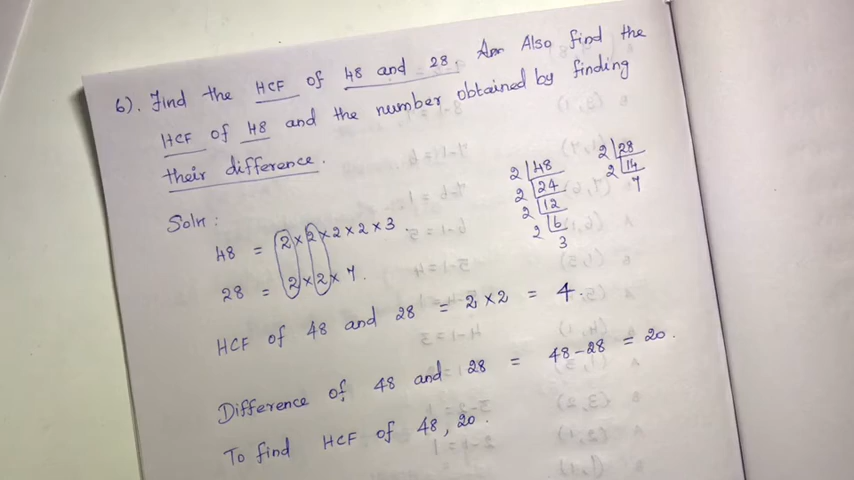 6). Find the HCF of 48 and 28. Also find the
HCF of 48 and the number obtained by finding
their difference.
Soln:
48 = 2 × 2 × 2 × 2 × 3.
28 = 2 × 2 × 7.
2 | 48
2 | 24
2 | 12
2 | 6
3
2 | 28
2 | 14
7
HCF of 48 and 28 = 2 × 2 = 4.
Difference of 48 and 28 = 48 - 28 = 20.
To find HCF of 48, 20.